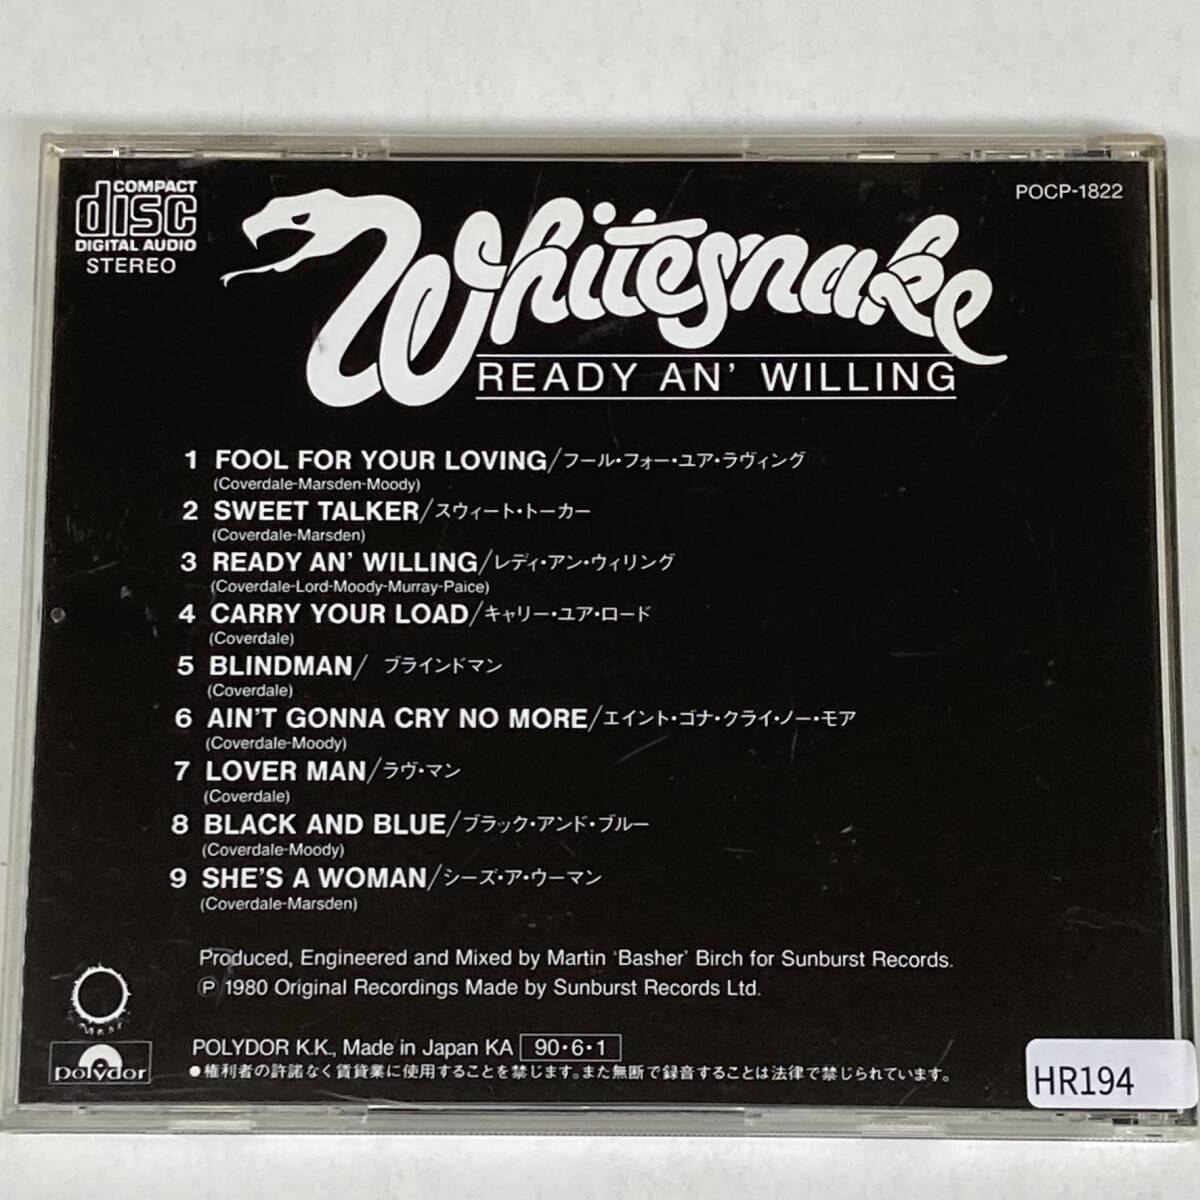 COMPACT
disc
DIGITAL AUDIO
STEREO
POCP-1822
Whitesnake
READY AN' WILLING
1 FOOL FOR YOUR LOVING/フール・フォー・ユア・ラヴィング
(Coverdale-Marsden-Moody)
2 SWEET TALKER/スウィート・トーカー
(Coverdale-Marsden)
3 READY AN' WILLING/レディ・アン・ウィリング
(Coverdale-Lord-Moody-Murray-Paice)
4 CARRY YOUR LOAD/キャリー・ユア・ロード
(Coverdale)
5 BLINDMAN/ ブラインドマン
(Coverdale)
6 AIN'T GONNA CRY NO MORE/エイント・ゴナ・クライ・ノー・モア
(Coverdale-Moody)
7 LOVER MAN/ラヴ・マン
(Coverdale)
8 BLACK AND BLUE/ブラック・アンド・ブルー
(Coverdale-Moody)
9 SHE'S A WOMAN/シーズ・ア・ウーマン
(Coverdale-Marsden)
Produced, Engineered and Mixed by Martin 'Basher' Birch for Sunburst Records.
℗ 1980 Original Recordings Made by Sunburst Records Ltd.
polydor
POLYDOR K.K., Made in Japan KA 90・6・1
●権利者の許諾なく賃貸業に使用することを禁じます。また無断で録音することは法律で禁じられています。
HR194